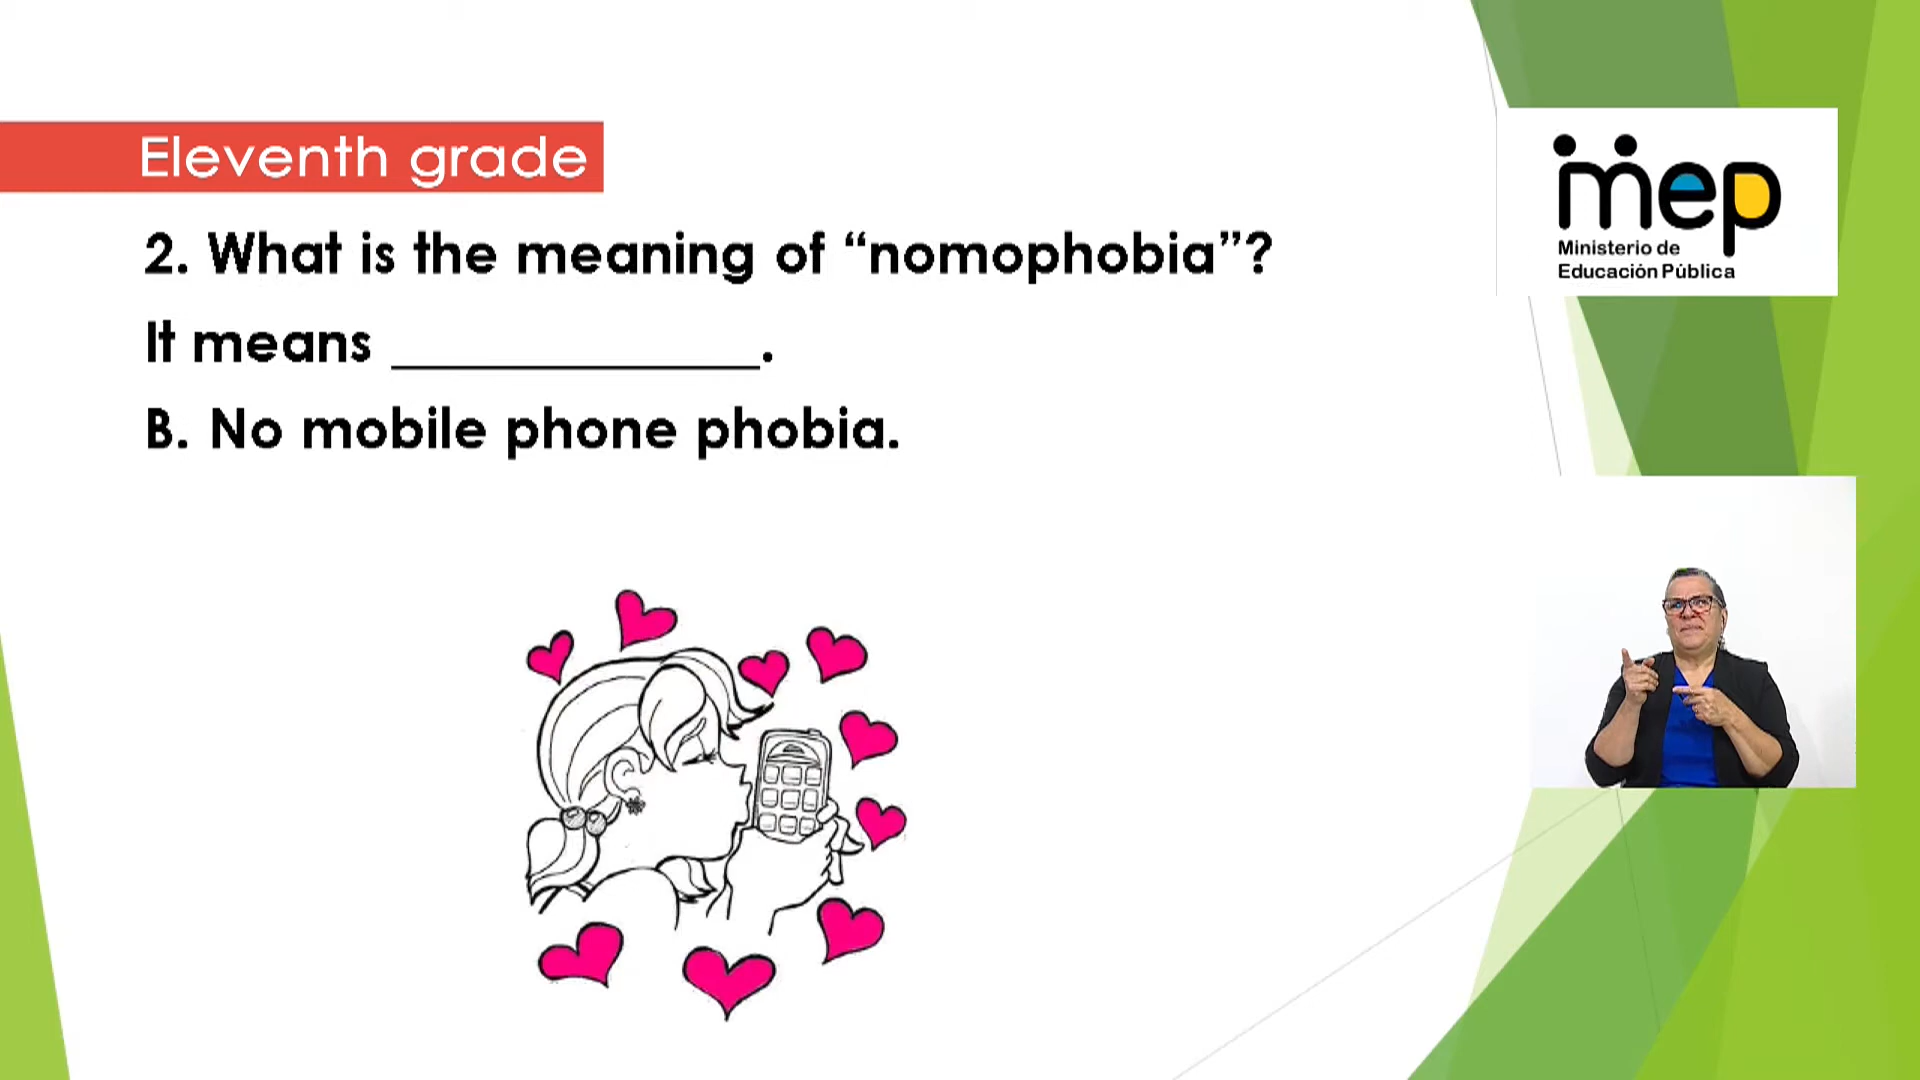 Eleventh grade
2. What is the meaning of “nomophobia”?
It means ______________.
B. No mobile phone phobia.
mep
Ministerio de
Educación Pública